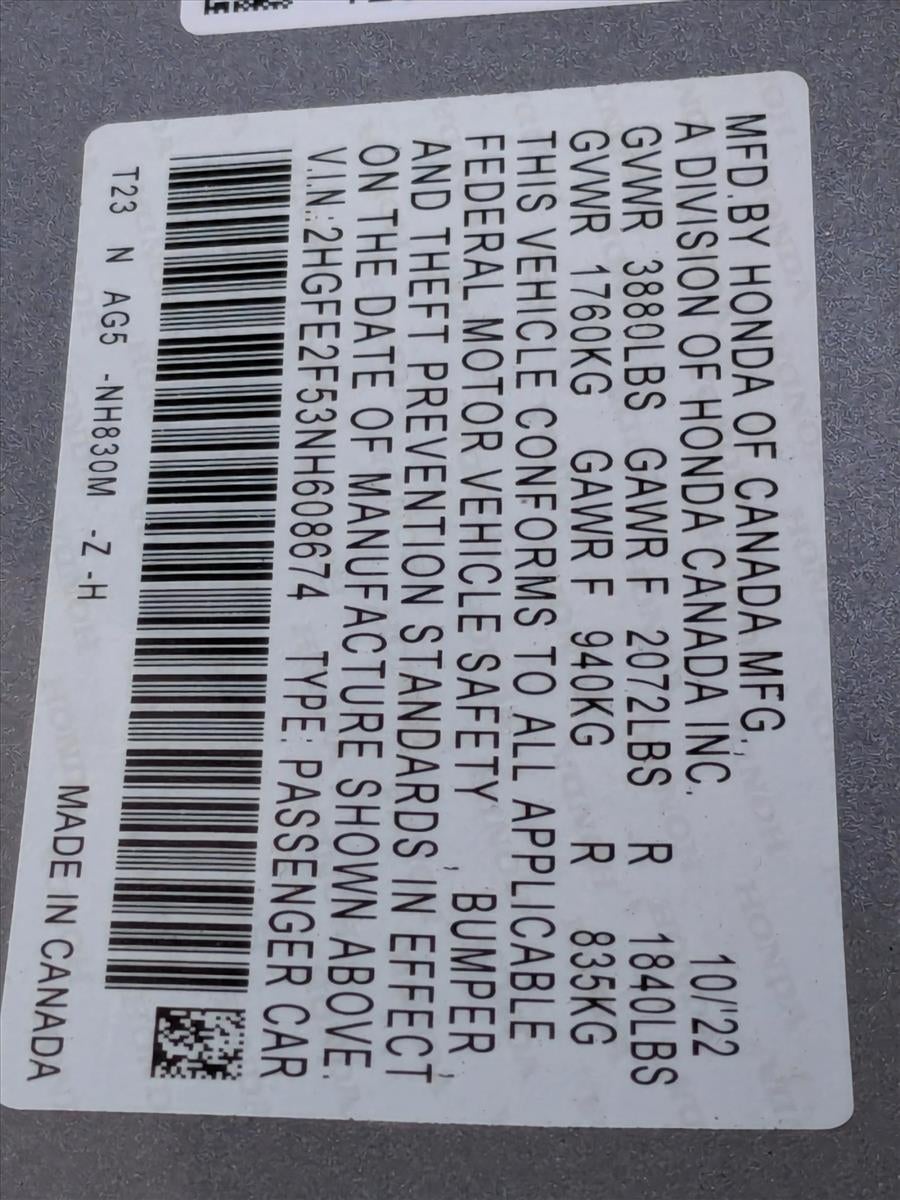 MFD.BY HONDA OF CANADA MFG.,
A DIVISION OF HONDA CANADA INC. 10/'22
GVWR 3880LBS GAWR F 2072LBS R 1840LBS
GVWR 1760KG GAWR F 940KG R 835KG
THIS VEHICLE CONFORMS TO ALL APPLICABLE
FEDERAL MOTOR VEHICLE SAFETY, BUMPER,
AND THEFT PREVENTION STANDARDS IN EFFECT
ON THE DATE OF MANUFACTURE SHOWN ABOVE.
V.I.N.:2HGFE2F53NH608674 TYPE: PASSENGER CAR
T23 N AG5 -NH830M -Z -H
MADE IN CANADA